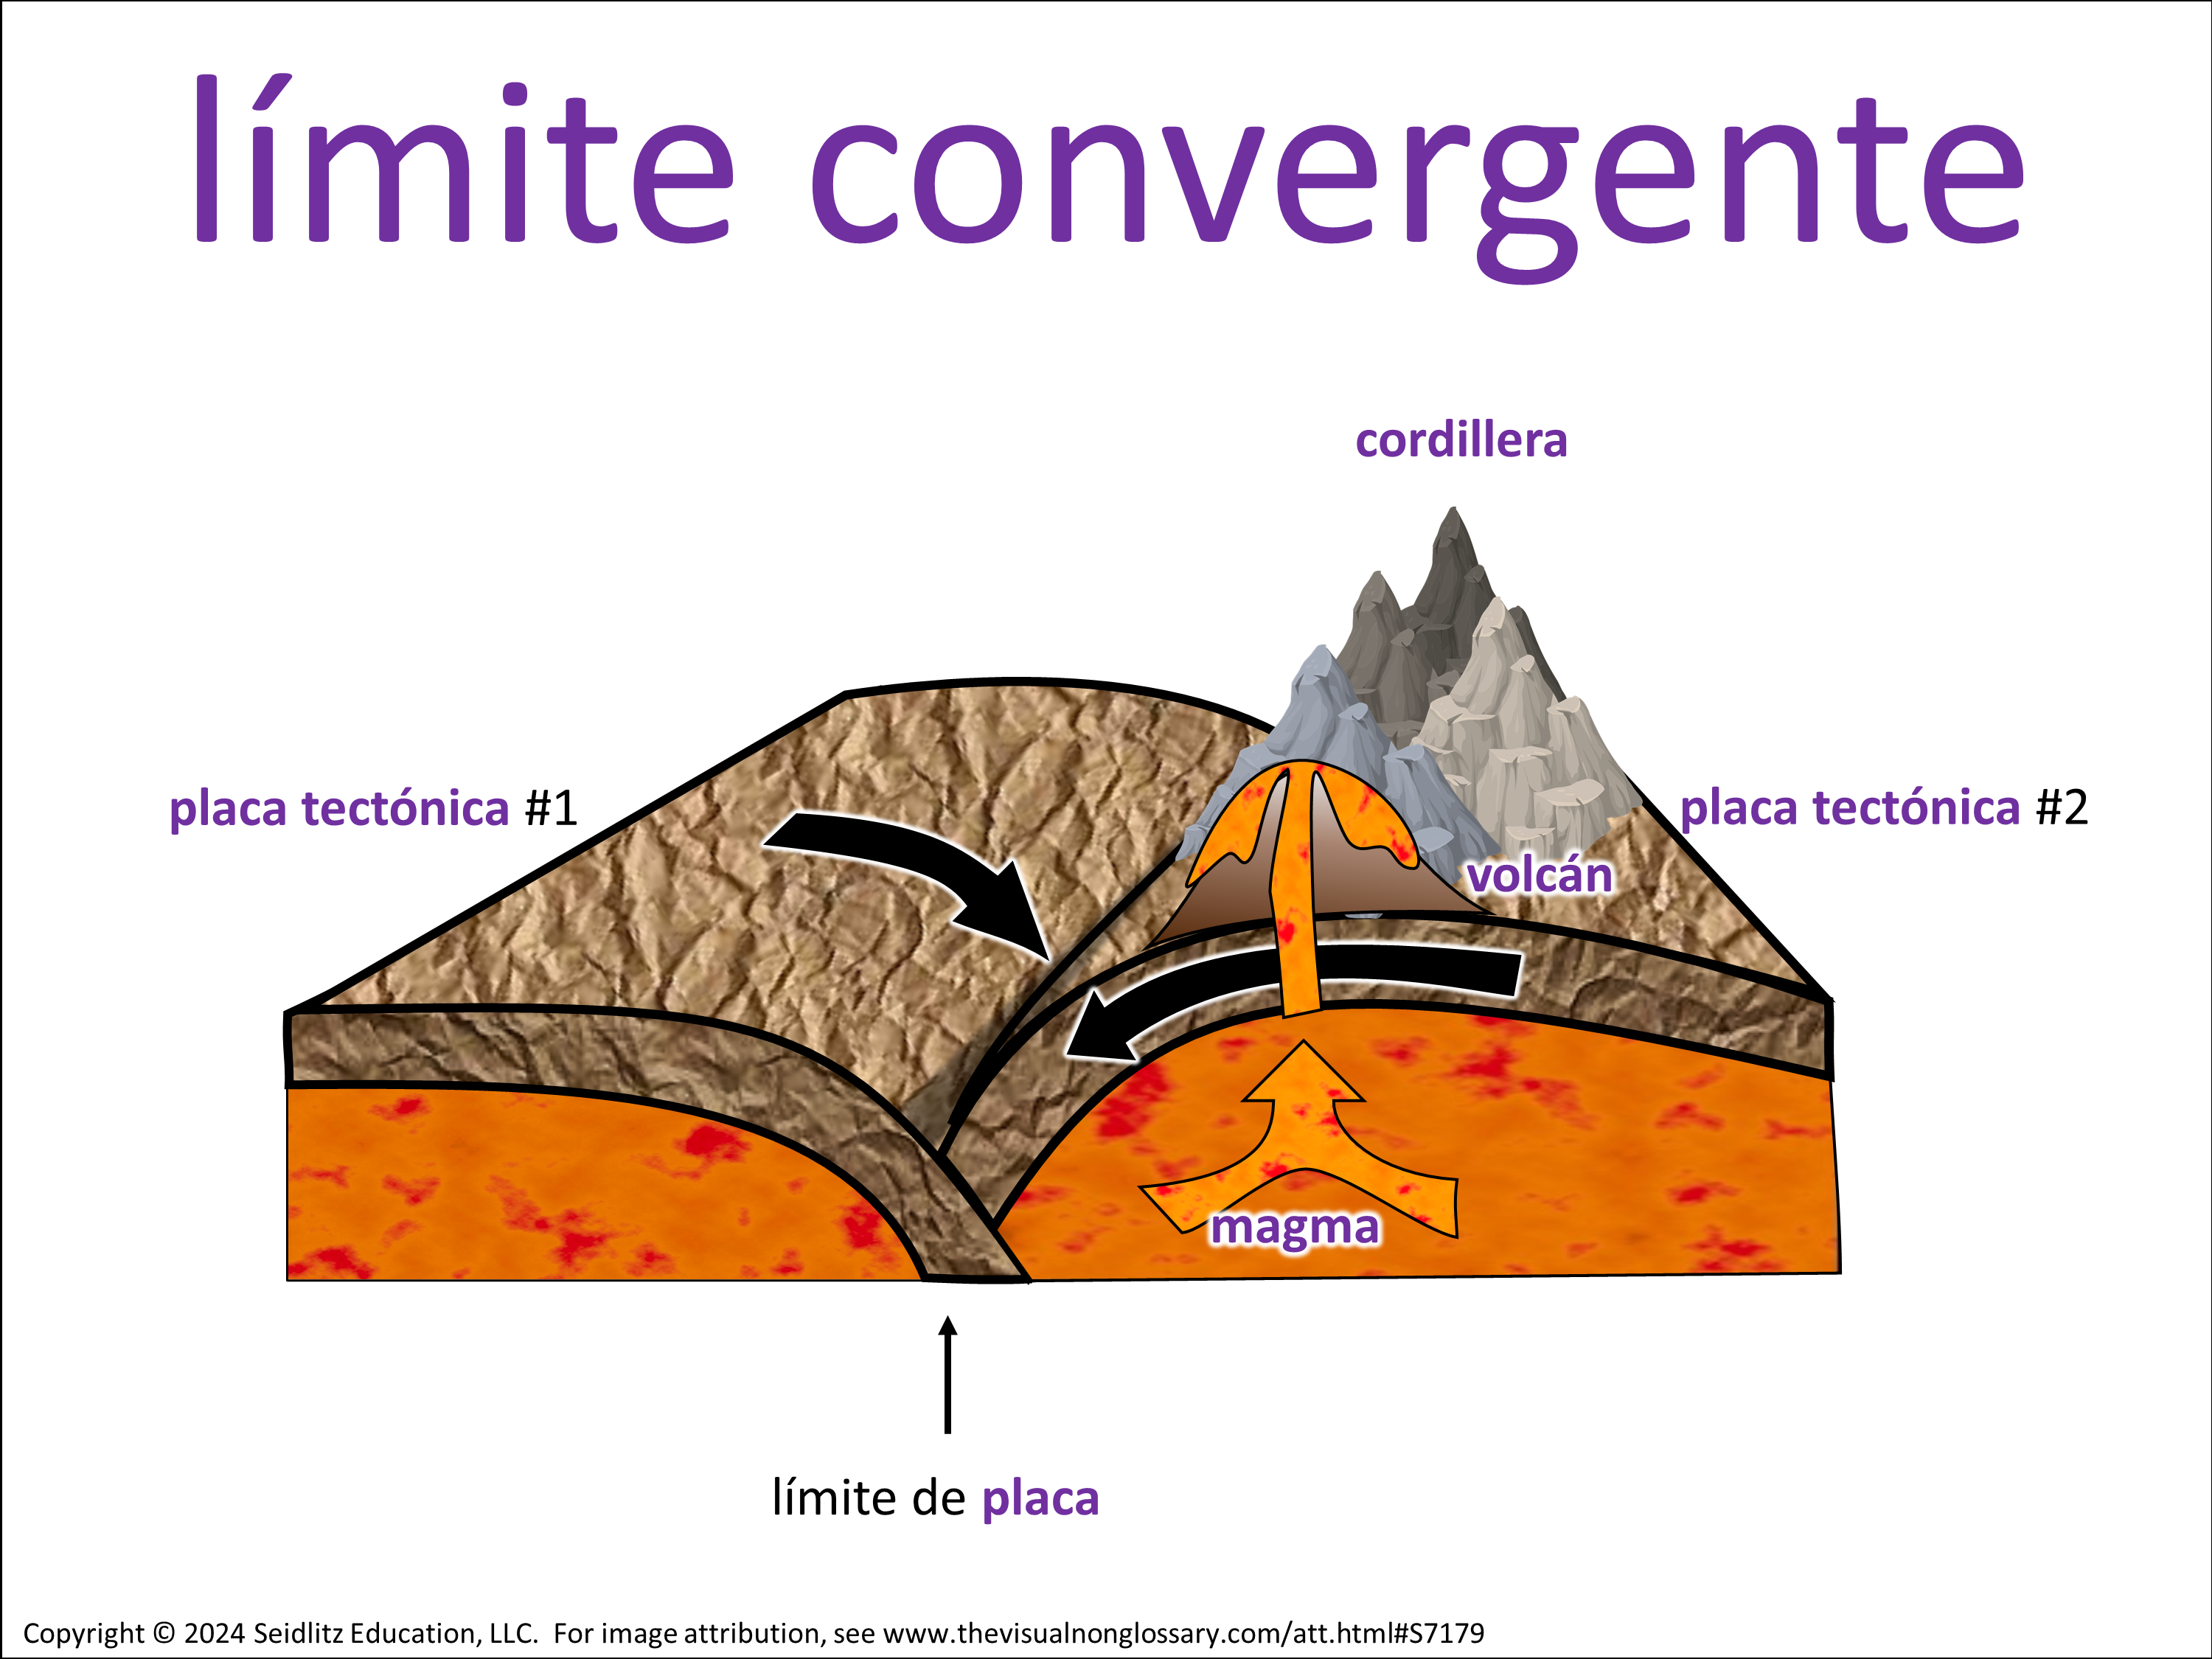 límite convergente
cordillera
placa tectónica #1
placa tectónica #2
volcán
magma
límite de placa
Copyright © 2024 Seidlitz Education, LLC.  For image attribution, see www.thevisualnonglossary.com/att.html#S7179